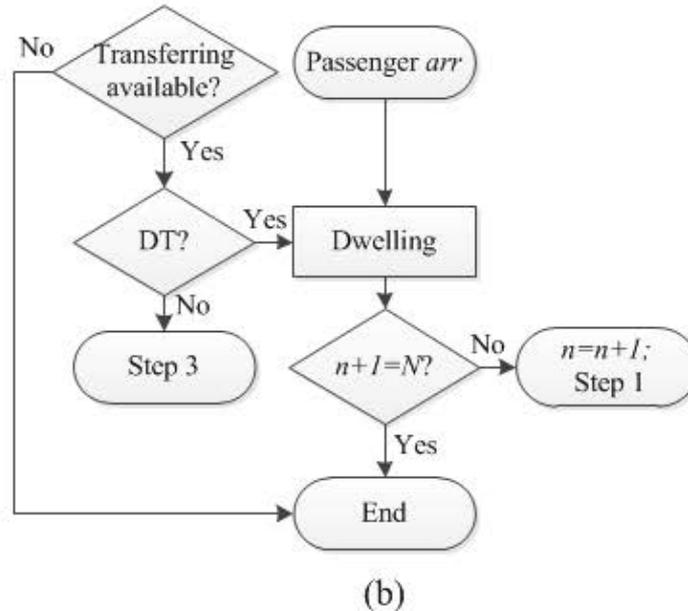 No
Transferring
available?
Passenger arr
Yes
DT?
Yes
Dwelling
No
Step 3
n+1=N?
No
n=n+1;
Step 1
Yes
End
(b)